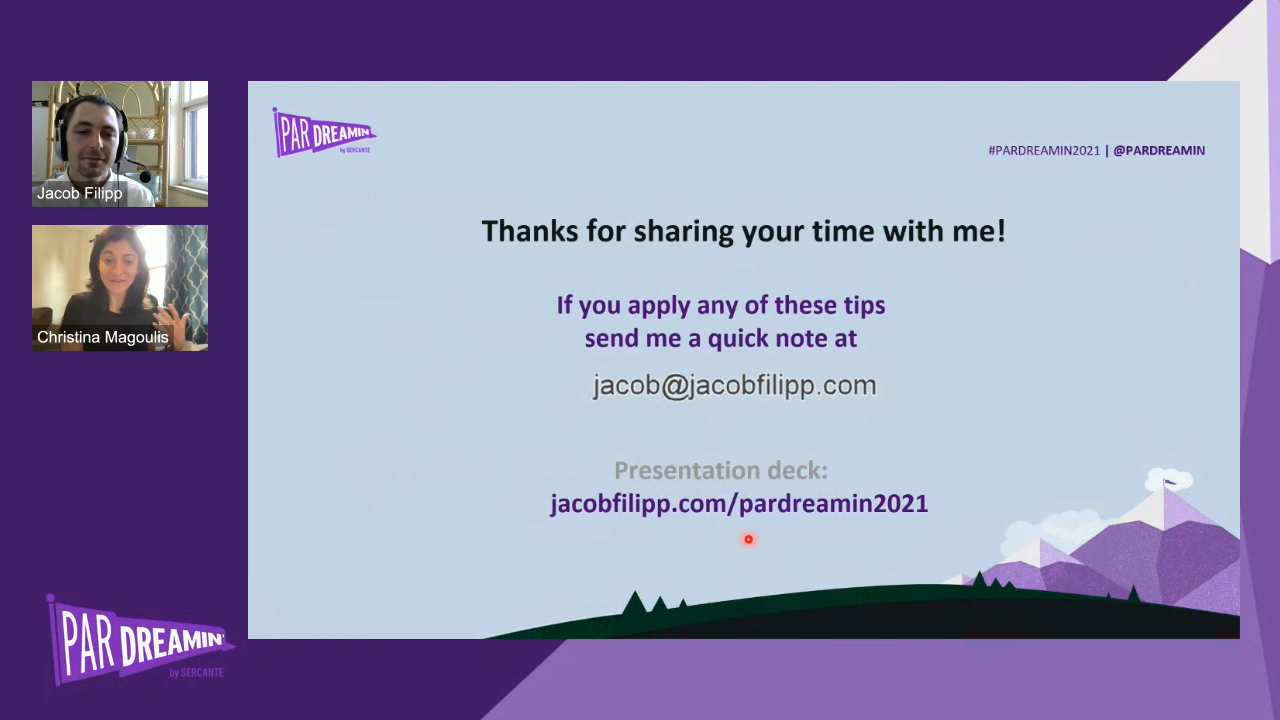 Jacob Filipp
Christina Magoulis
PAR DREAMIN'
by SERCANTE
#PARDREAMIN2021 | @PARDREAMIN
Thanks for sharing your time with me!
If you apply any of these tips
send me a quick note at
jacob@jacobfilipp.com
Presentation deck:
jacobfilipp.com/pardreamin2021
PAR DREAMIN'
by SERCANTE